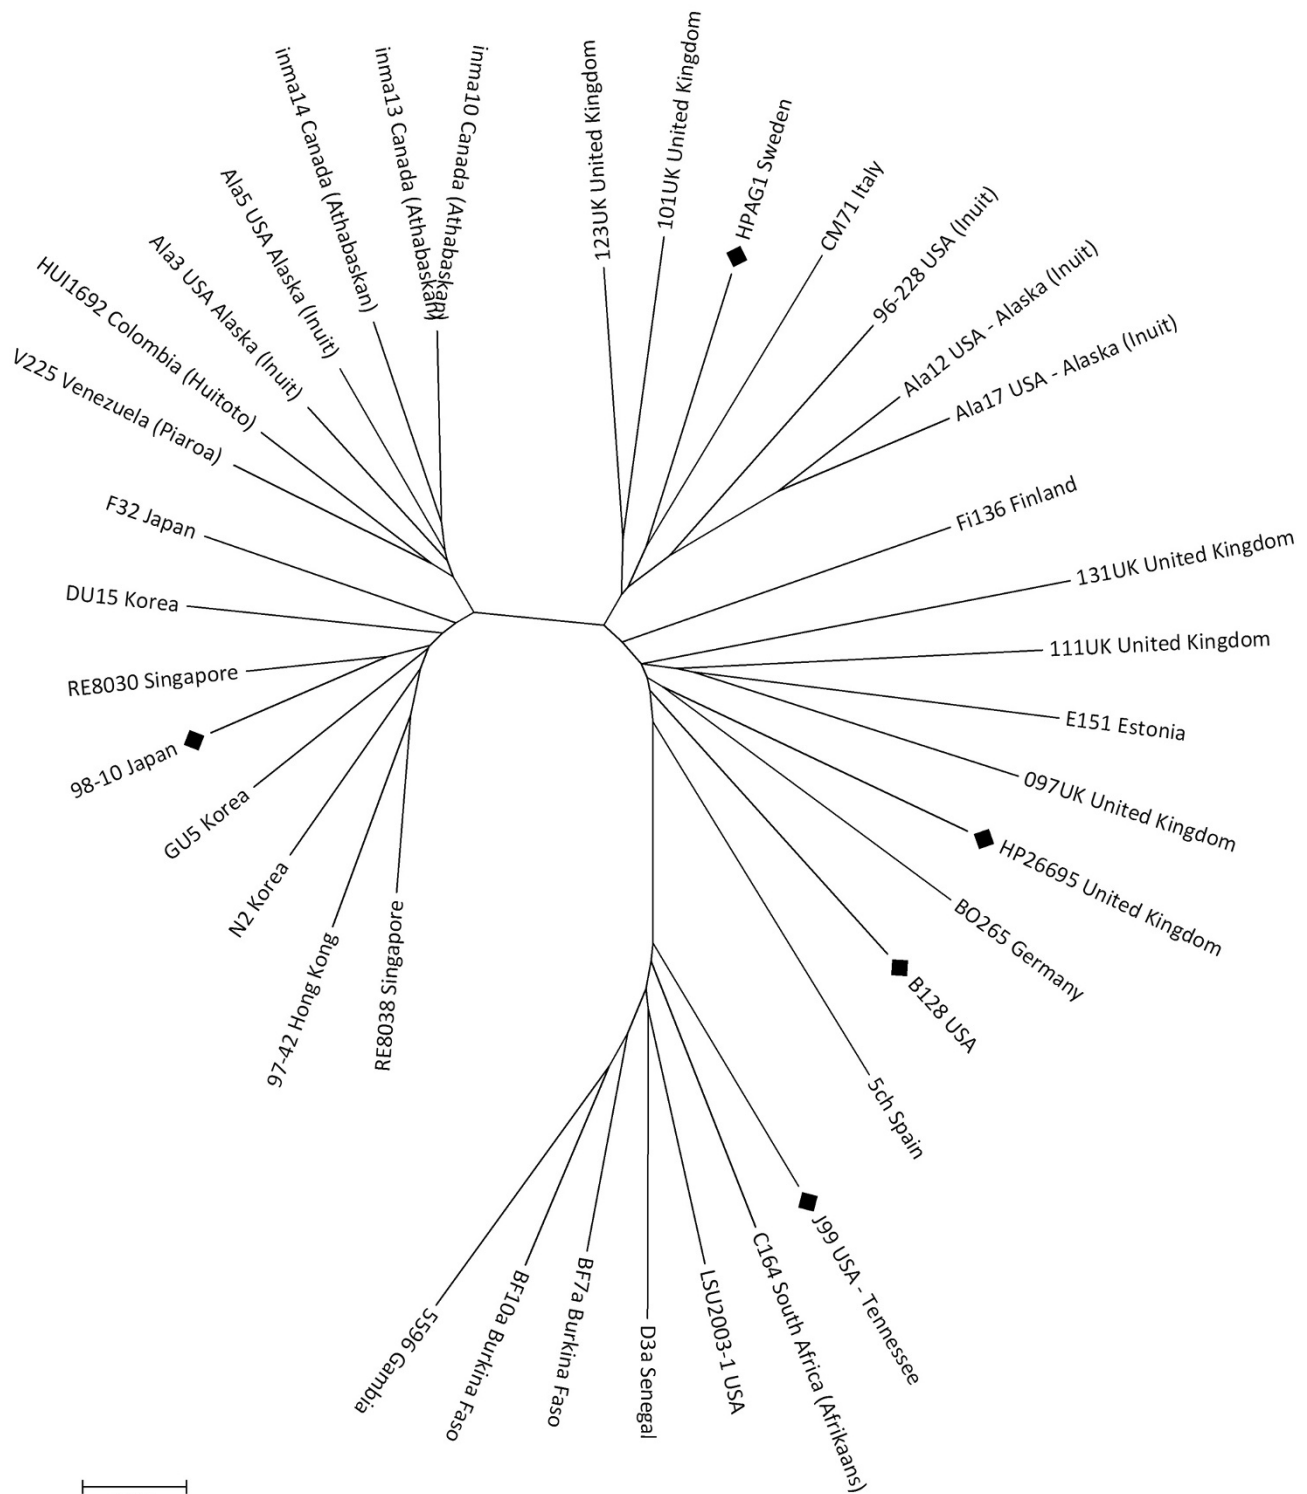 inma14 Canada (Athabaskan)
inma13 Canada (Athabaskan)
inma10 Canada (Athabaskan)
123UK United Kingdom
101UK United Kingdom
HPAG1 Sweden
CM71 Italy
96-228 USA (Inuit)
Ala12 USA - Alaska (Inuit)
Ala17 USA - Alaska (Inuit)
Fi136 Finland
131UK United Kingdom
111UK United Kingdom
E151 Estonia
097UK United Kingdom
HP26695 United Kingdom
BO265 Germany
B128 USA
5ch Spain
J99 USA - Tennessee
C164 South Africa (Afrikaans)
LSU2003-1 USA
D3a Senegal
BF7a Burkina Faso
BF10a Burkina Faso
5596 Gambia
RE8038 Singapore
97-42 Hong Kong
N2 Korea
GU5 Korea
98-10 Japan
RE8030 Singapore
DU15 Korea
F32 Japan
V225 Venezuela (Piaroa)
HUI1692 Colombia (Huitoto)
Ala3 USA Alaska (Inuit)
Ala5 USA Alaska (Inuit)